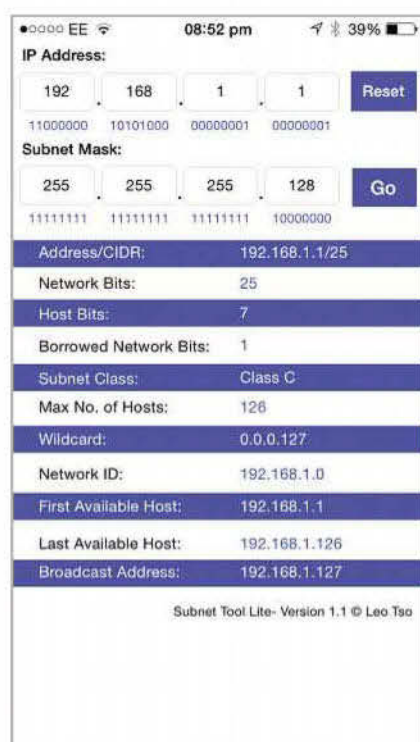 ●○○○○ EE 08:52 pm 39%
IP Address:
192 . 168 . 1 . 1 Reset
11000000 10101000 00000001 00000001
Subnet Mask:
255 . 255 . 255 . 128 Go
11111111 11111111 11111111 10000000
Address/CIDR: 192.168.1.1/25
Network Bits: 25
Host Bits: 7
Borrowed Network Bits: 1
Subnet Class: Class C
Max No. of Hosts: 126
Wildcard: 0.0.0.127
Network ID: 192.168.1.0
First Available Host: 192.168.1.1
Last Available Host: 192.168.1.126
Broadcast Address: 192.168.1.127
Subnet Tool Lite- Version 1.1 © Leo Tso